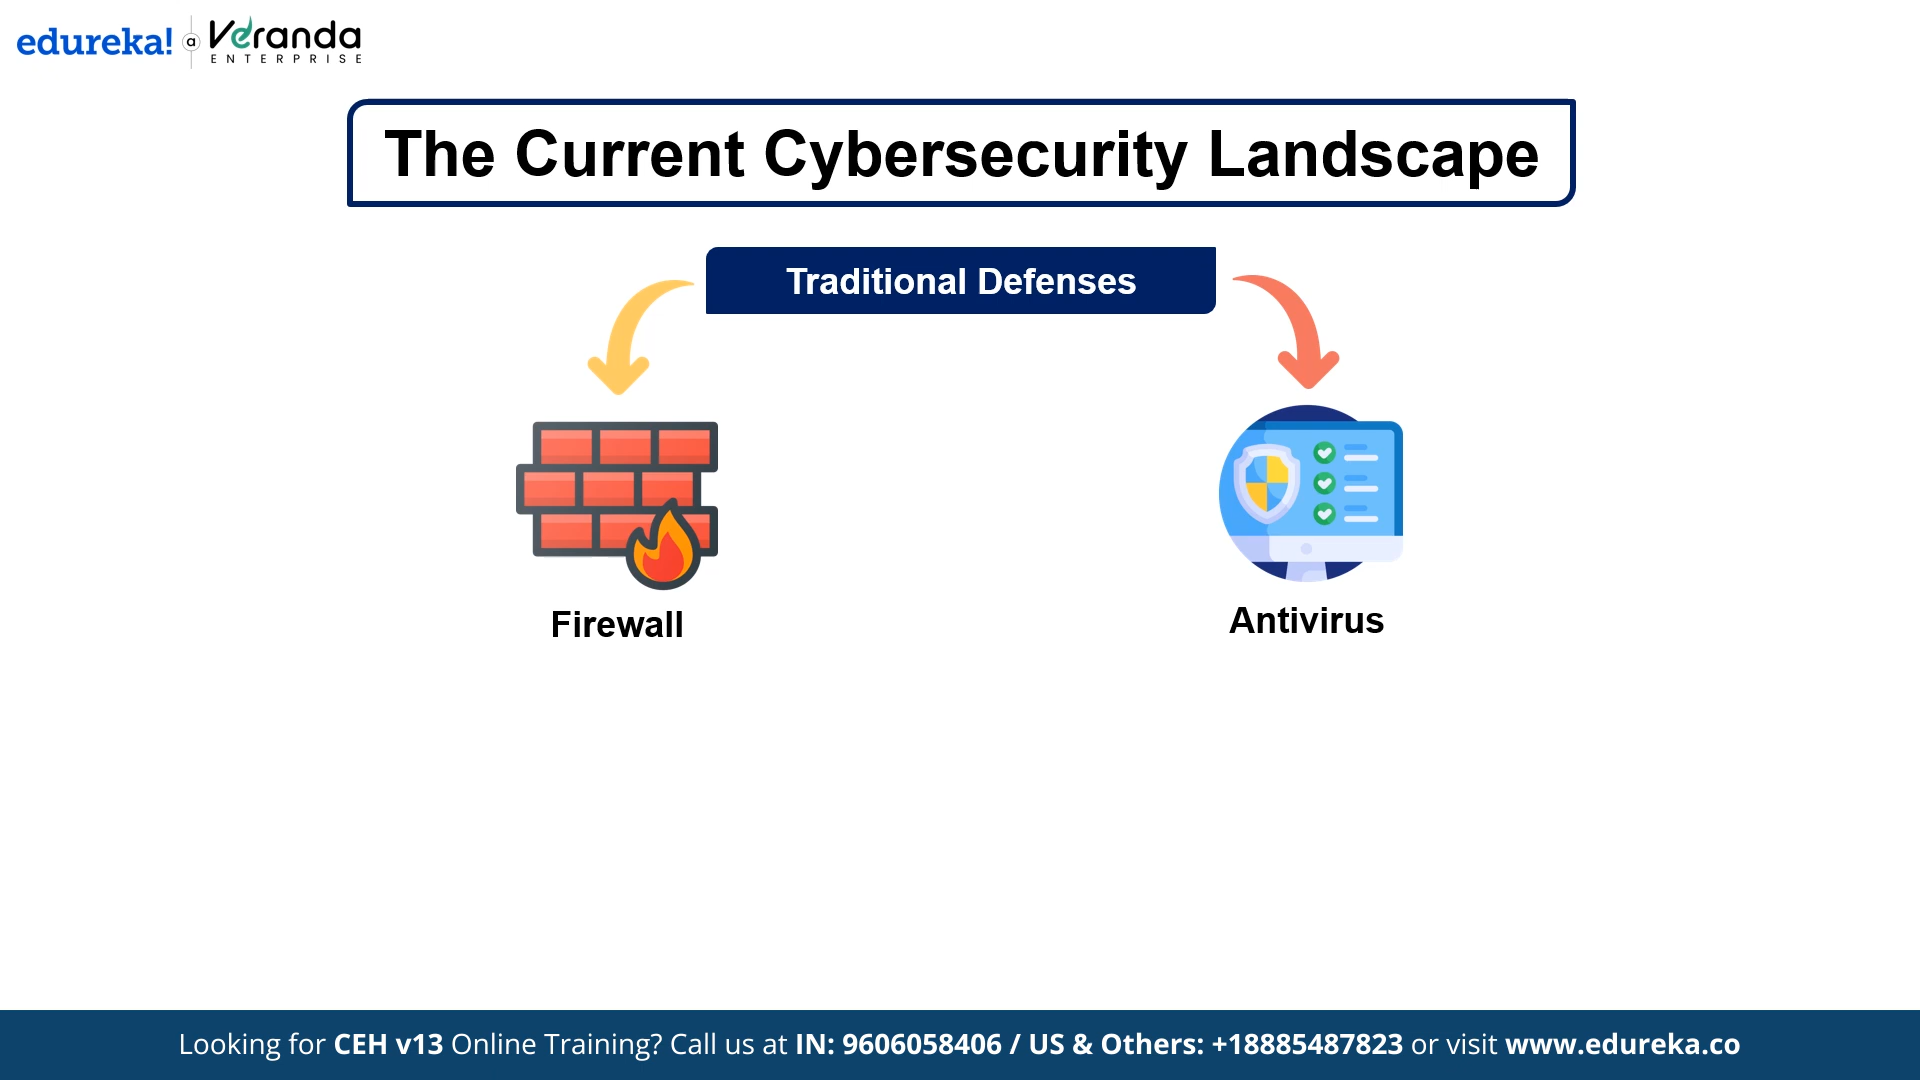 edureka! a Veranda
ENTERPRISE
The Current Cybersecurity Landscape
Traditional Defenses
Firewall
Antivirus
Looking for CEH v13 Online Training? Call us at IN: 9606058406 / US & Others: +18885487823 or visit www.edureka.co